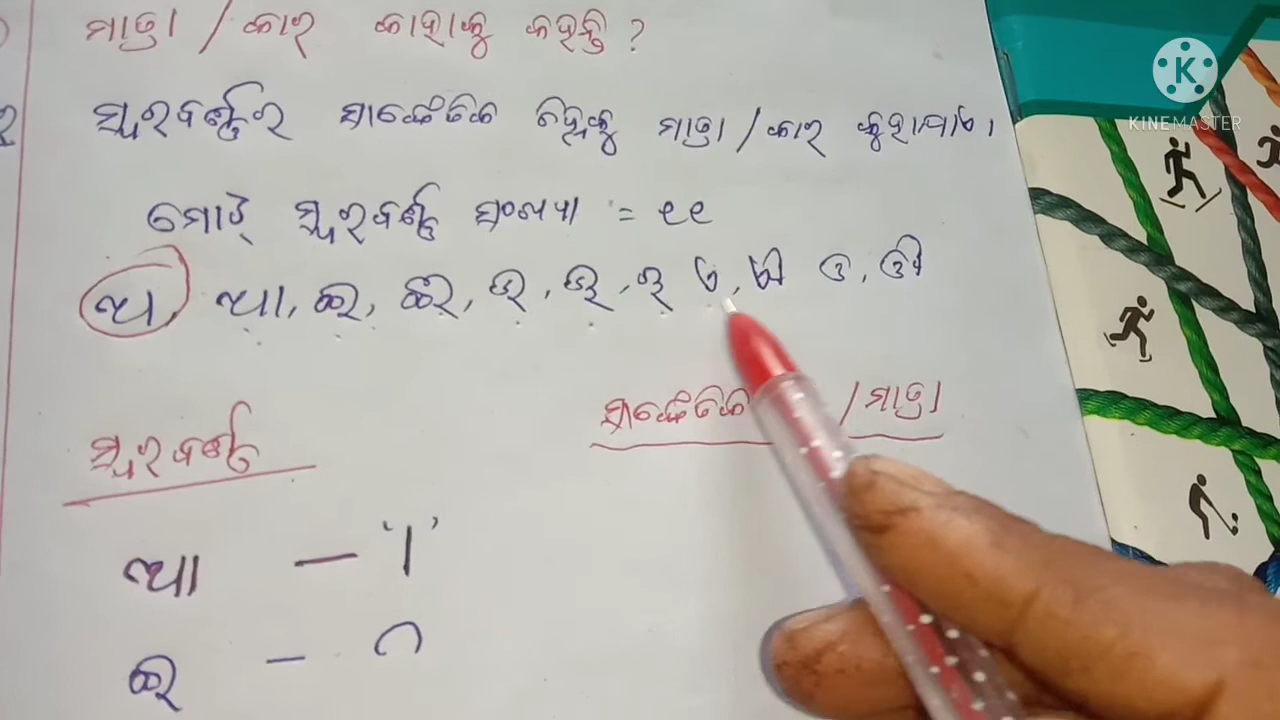 ମାତ୍ରା / କାର କାହାକୁ କହନ୍ତି ?
ସ୍ୱରବର୍ଣ୍ଣର ସାଙ୍କେତିକ ଚିହ୍ନକୁ ମାତ୍ରା / କାର କୁହାଯାଏ ।
ମୋଟ୍ ସ୍ୱରବର୍ଣ୍ଣ ସଂଖ୍ୟା = ୧୧
ଅ, ଆ, ଇ, ଈ, ଉ, ଊ, ଋ ଏ, ଐ ଓ, ଔ
ସ୍ୱରବର୍ଣ୍ଣ ସାଙ୍କେତିକ / ମାତ୍ରା
ଆ — 'ା'
ଇ — ି
KINEMASTER